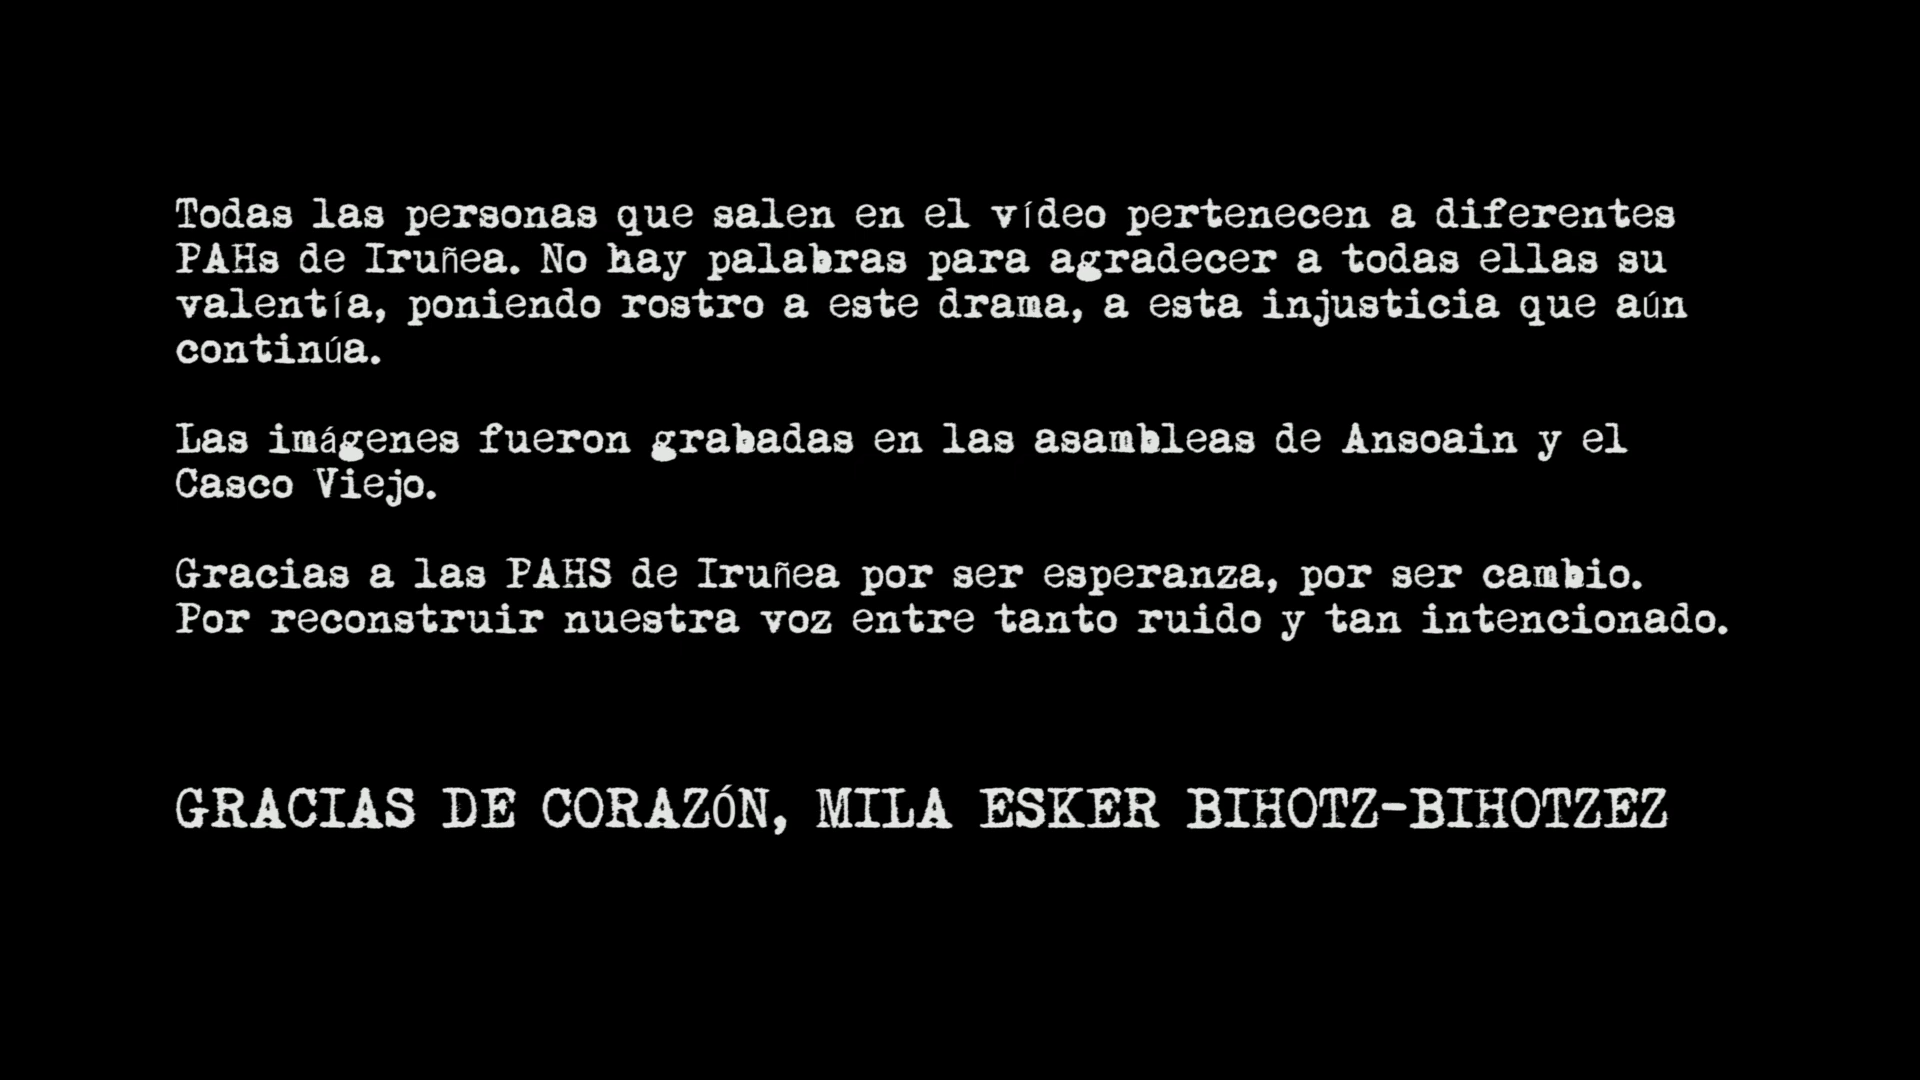 Todas las personas que salen en el vídeo pertenecen a diferentes
PAHs de Iruñea. No hay palabras para agradecer a todas ellas su
valentía, poniendo rostro a este drama, a esta injusticia que aún
continúa.
Las imágenes fueron grabadas en las asambleas de Ansoain y el
Casco Viejo.
Gracias a las PAHS de Iruñea por ser esperanza, por ser cambio.
Por reconstruir nuestra voz entre tanto ruido y tan intencionado.
GRACIAS DE CORAZÓN, MILA ESKER BIHOTZ-BIHOTZEZ